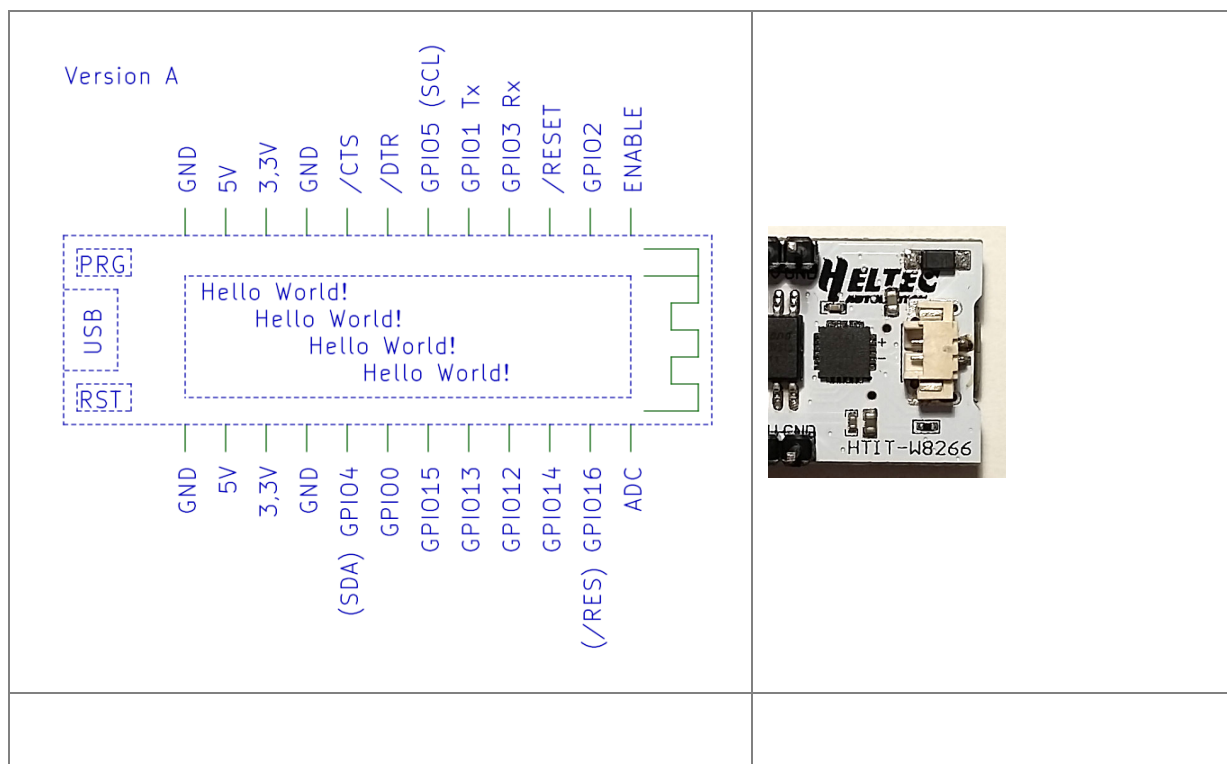 Version A
GND
5V
3,3V
GND
/CTS
/DTR
GPIO5 (SCL)
GPIO1 Tx
GPIO3 Rx
/RESET
GPIO2
ENABLE
PRG
USB
RST
Hello World!
Hello World!
Hello World!
Hello World!
GND
5V
3,3V
GND
(SDA) GPIO4
GPIO0
GPIO15
GPIO13
GPIO12
GPIO14
(/RES) GPIO16
ADC
HELTEC
AUTOMATION
+
-
GND
HTIT-W8266